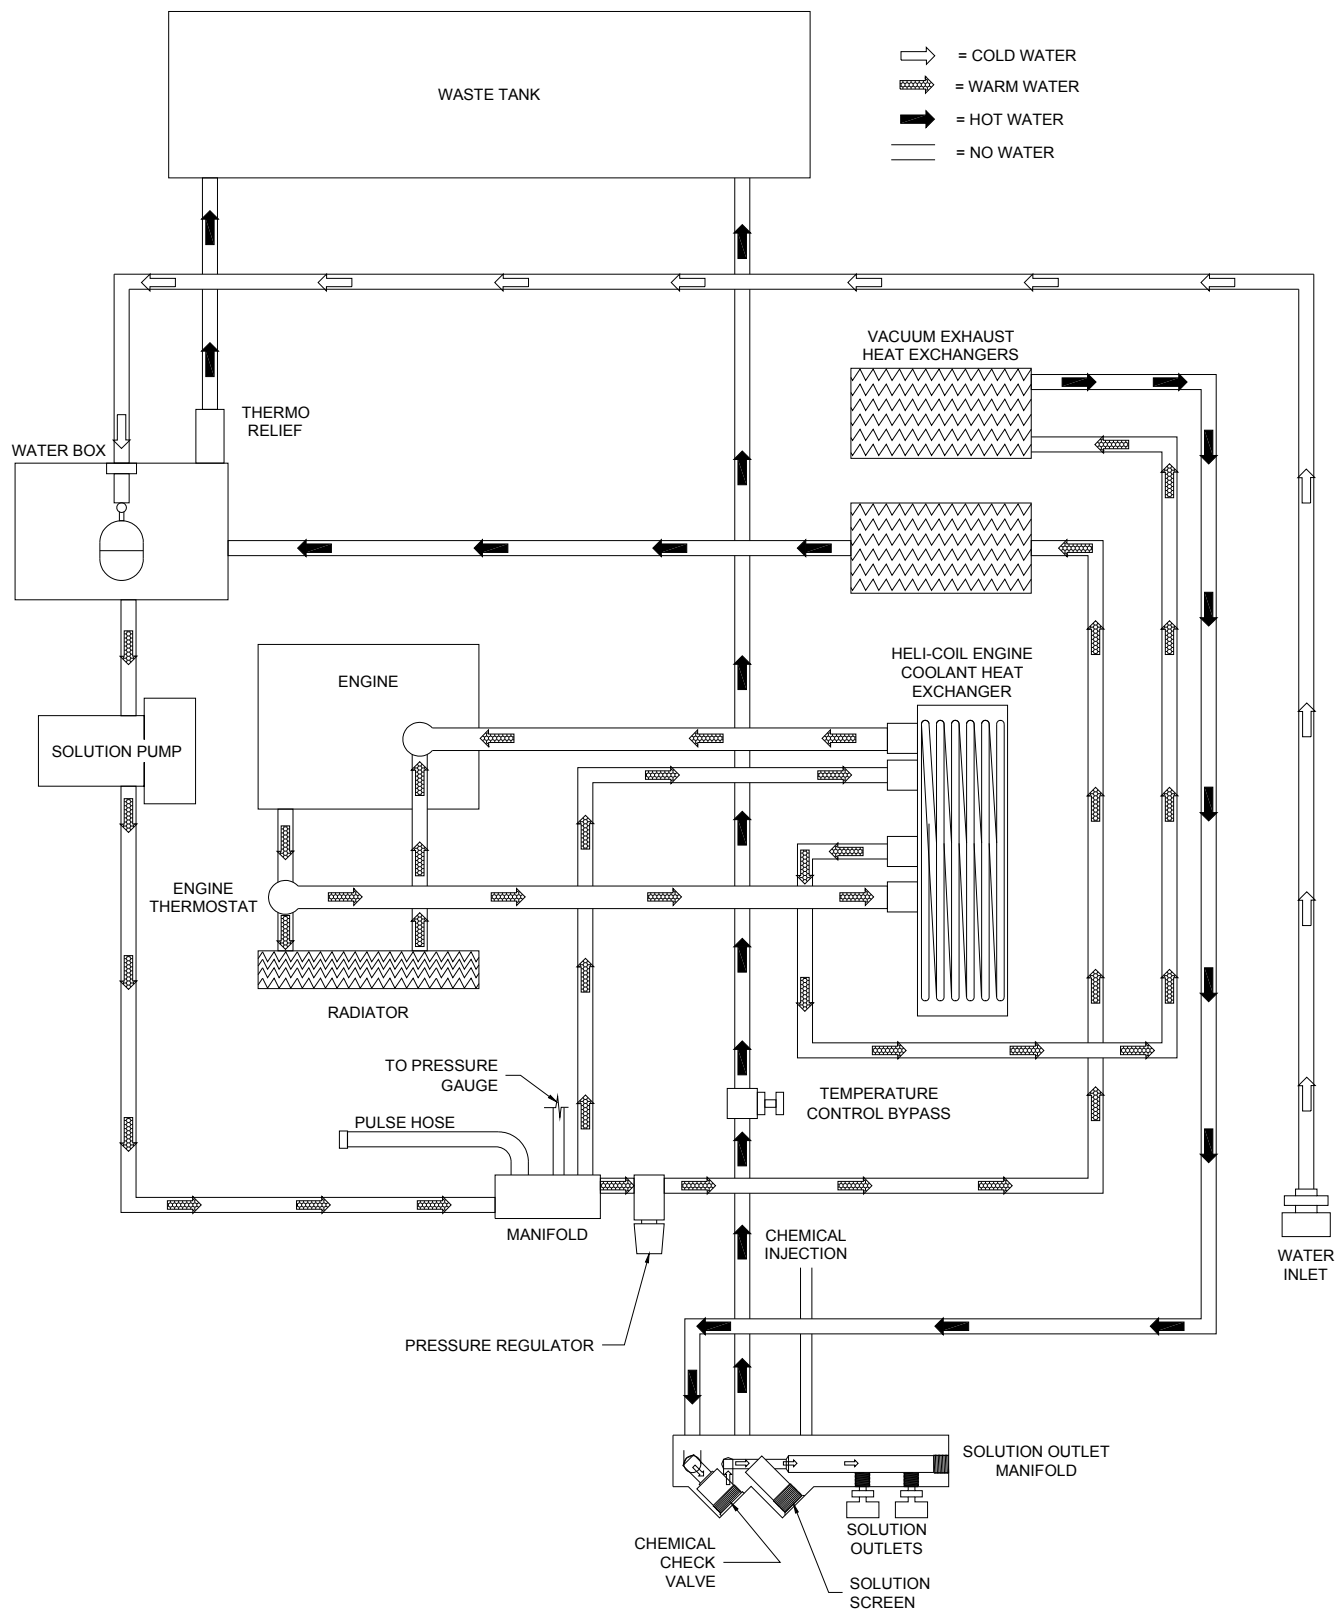 WASTE TANK
= COLD WATER
= WARM WATER
= HOT WATER
= NO WATER
VACUUM EXHAUST
HEAT EXCHANGERS
THERMO
RELIEF
WATER BOX
ENGINE
HELI-COIL ENGINE
COOLANT HEAT
EXCHANGER
SOLUTION PUMP
ENGINE
THERMOSTAT
RADIATOR
TO PRESSURE
GAUGE
TEMPERATURE
CONTROL BYPASS
PULSE HOSE
MANIFOLD
CHEMICAL
INJECTION
WATER
INLET
PRESSURE REGULATOR
SOLUTION OUTLET
MANIFOLD
SOLUTION
OUTLETS
CHEMICAL
CHECK
VALVE
SOLUTION
SCREEN